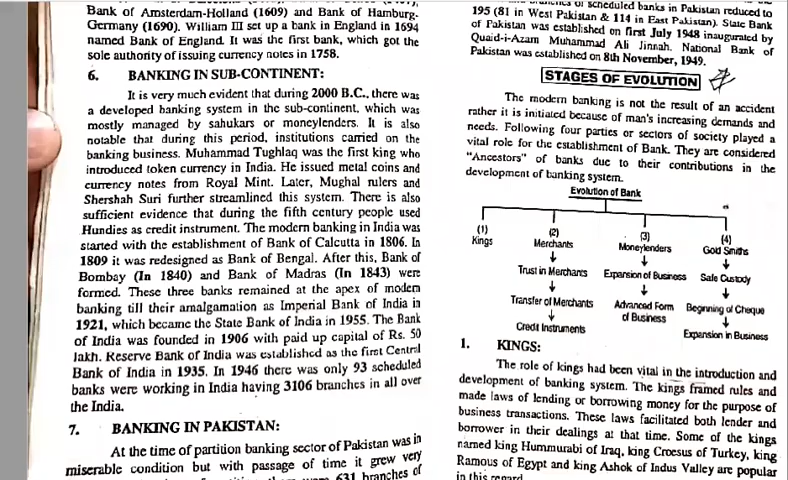 Bank of Amsterdam-Holland (1609) and Bank of Hamburg-
Germany (1690). William III set up a bank in England in 1694
named Bank of England. It was the first bank, which got the
sole authority of issuing currency notes in 1758.
6. BANKING IN SUB-CONTINENT:
It is very much evident that during 2000 B.C., there was
a developed banking system in the sub-continent, which was
mostly managed by sahukars or moneylenders. It is also
notable that during this period, institutions carried on the
banking business. Muhammad Tughlaq was the first king who
introduced token currency in India. He issued metal coins and
currency notes from Royal Mint. Later, Mughal rulers and
Shershah Suri further streamlined this system. There is also
sufficient evidence that during the fifth century people used
Hundies as credit instrument. The modern banking in India was
started with the establishment of Bank of Calcutta in 1806. In
1809 it was redesigned as Bank of Bengal. After this, Bank of
Bombay (In 1840) and Bank of Madras (In 1843) were
formed. These three banks remained at the apex of modern
banking till their amalgamation as Imperial Bank of India in
1921, which became the State Bank of India in 1955. The Bank
of India was founded in 1906 with paid up capital of Rs. 50
lakh. Reserve Bank of India was established as the first Central
Bank of India in 1935. In 1946 there was only 93 scheduled
banks were working in India having 3106 branches in all over
the India.
7. BANKING IN PAKISTAN:
At the time of partition banking sector of Pakistan was in
miserable condition but with passage of time it grew very
631 branches of
branches of scheduled banks in Pakistan reduced to
195 (81 in West Pakistan & 114 in East Pakistan). State Bank
of Pakistan was established on first July 1948 inaugurated by
Quaid-i-Azam Muhammad Ali Jinnah. National Bank of
Pakistan was established on 8th November, 1949.
STAGES OF EVOLUTION
The modern banking is not the result of an accident
rather it is initiated because of man's increasing demands and
needs. Following four parties or sectors of society played a
vital role for the establishment of Bank. They are considered
"Ancestors" of banks due to their contributions in the
development of banking system.
Evolution of Bank
(1) (2) (3) (4)
Kings Merchants Moneylenders Gold Smiths
Trust in Merchants Expansion of Business Safe Custody
Transfer of Merchants Advanced Form of Business Beginning of Cheque
Credit Instruments Expansion in Business
1. KINGS:
The role of kings had been vital in the introduction and
development of banking system. The kings framed rules and
made laws of lending or borrowing money for the purpose of
business transactions. These laws facilitated both lender and
borrower in their dealings at that time. Some of the kings
named king Hummurabi of Iraq, king Croesus of Turkey, king
Ramous of Egypt and king Ashok of Indus Valley are popular
in this regard.